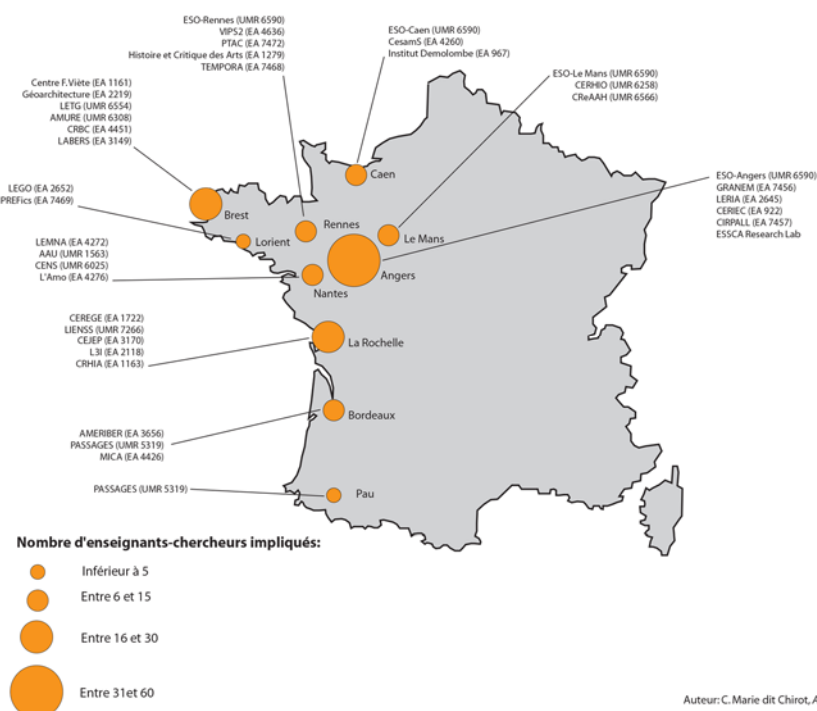 ESO-Rennes (UMR 6590)
VIPS2 (EA 4636)
PTAC (EA 7472)
Histoire et Critique des Arts (EA 1279)
TEMPORA (EA 7468)
ESO-Caen (UMR 6590)
CesamS (EA 4260)
Institut Demolombe (EA 967)
ESO-Le Mans (UMR 6590)
CERHIO (UMR 6258)
CReAAH (UMR 6566)
Centre F.Viète (EA 1161)
Géoarchitecture (EA 2219)
LETG (UMR 6554)
AMURE (UMR 6308)
CRBC (EA 4451)
LABERS (EA 3149)
ESO-Angers (UMR 6590)
GRANEM (EA 7456)
LERIA (EA 2645)
CERIEC (EA 922)
CIRPALL (EA 7457)
ESSCA Research Lab
LEGO (EA 2652)
PREFics (EA 7469)
LEMNA (EA 4272)
AAU (UMR 1563)
CENS (UMR 6025)
L'Amo (EA 4276)
Caen
Brest
Rennes
Lorient
Le Mans
Angers
Nantes
CEREGE (EA 1722)
LIENSS (UMR 7266)
CEJEP (EA 3170)
L3I (EA 2118)
CRHIA (EA 1163)
La Rochelle
Bordeaux
AMERIBER (EA 3656)
PASSAGES (UMR 5319)
MICA (EA 4426)
PASSAGES (UMR 5319)
Pau
Nombre d'enseignants-chercheurs impliqués:
Inférieur à 5
Entre 6 et 15
Entre 16 et 30
Entre 31et 60
Auteur: C. Marie dit Chirot,